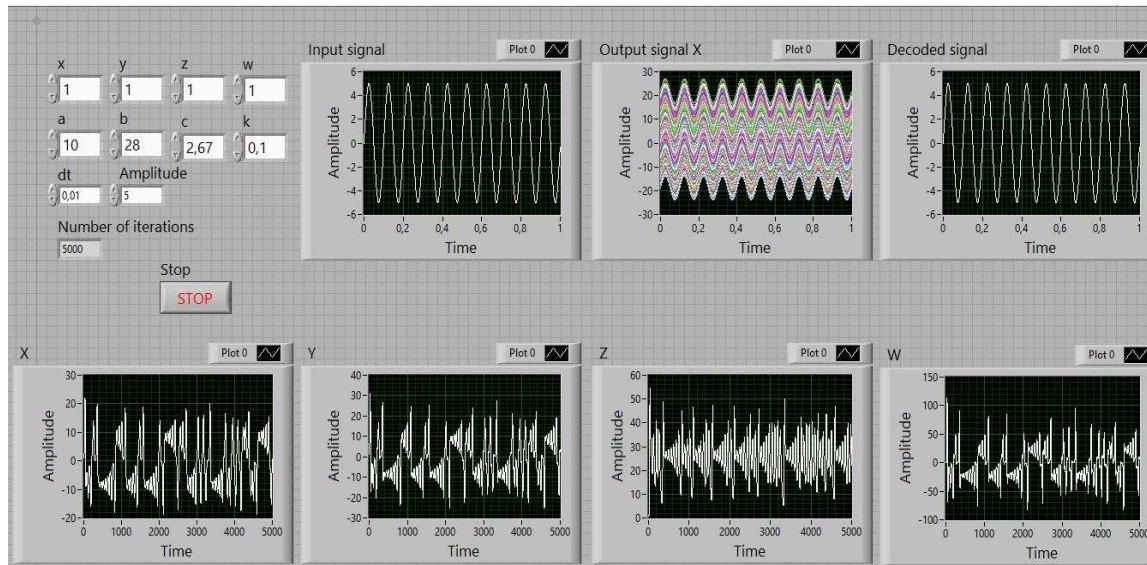 x y z w
1 1 1 1
a b c k
10 28 2,67 0,1
dt Amplitude
0,01 5
Number of iterations
5000
Stop
STOP
Input signal Plot 0
Amplitude
6
4
2
0
-2
-4
-6
0 0,2 0,4 0,6 0,8 1
Time
Output signal X Plot 0
Amplitude
30
20
10
0
-10
-20
-30
0 0,2 0,4 0,6 0,8 1
Time
Decoded signal Plot 0
Amplitude
6
4
2
0
-2
-4
-6
0 0,2 0,4 0,6 0,8 1
Time
X Plot 0
Amplitude
30
20
10
0
-10
-20
0 1000 2000 3000 4000 5000
Time
Y Plot 0
Amplitude
40
30
20
10
0
-10
-20
-30
0 1000 2000 3000 4000 5000
Time
Z Plot 0
Amplitude
60
50
40
30
20
10
0
0 1000 2000 3000 4000 5000
Time
W Plot 0
Amplitude
150
100
50
0
-50
-100
0 1000 2000 3000 4000 5000
Time